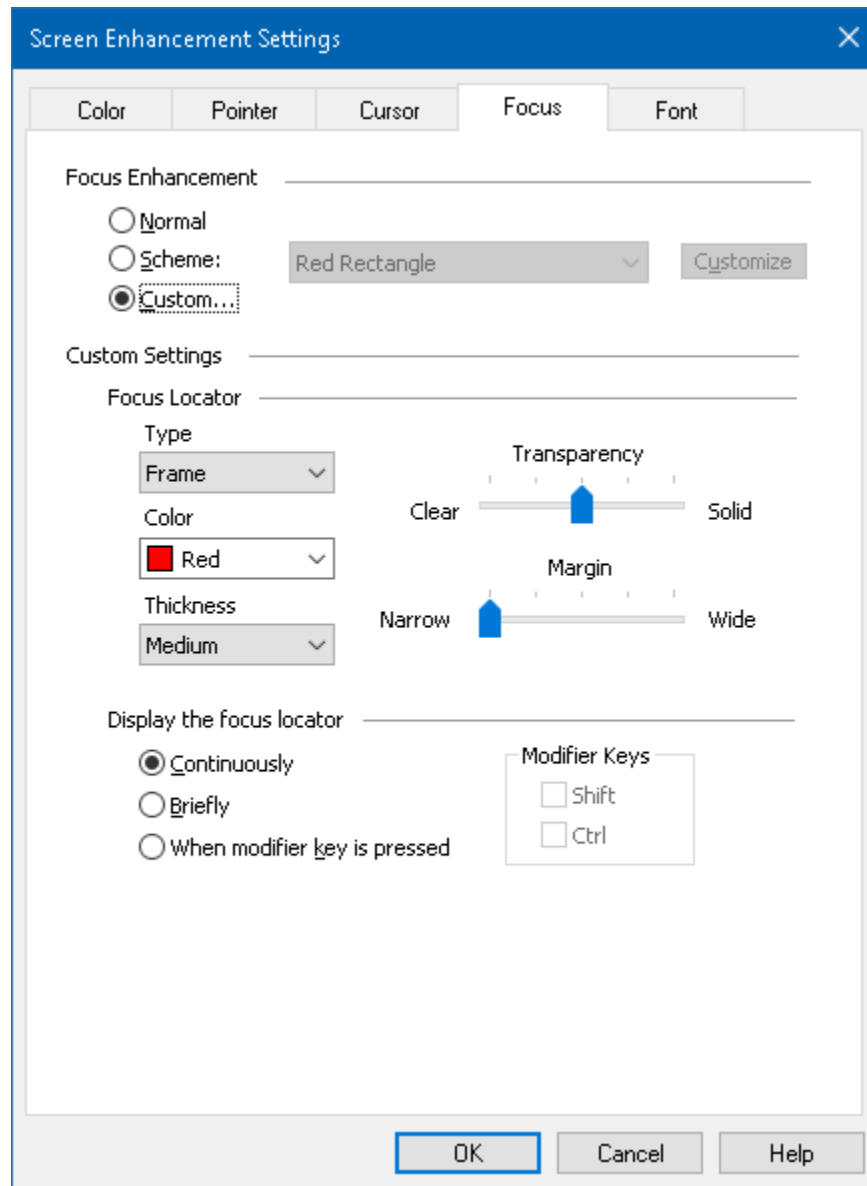 Screen Enhancement Settings
Color Pointer Cursor Focus Font
Focus Enhancement
Normal
Scheme: Red Rectangle Customize
Custom...
Custom Settings
Focus Locator
Type
Frame
Transparency
Clear Solid
Color
Red
Margin
Narrow Wide
Thickness
Medium
Display the focus locator
Continuously
Briefly
When modifier key is pressed
Modifier Keys
Shift
Ctrl
OK Cancel Help